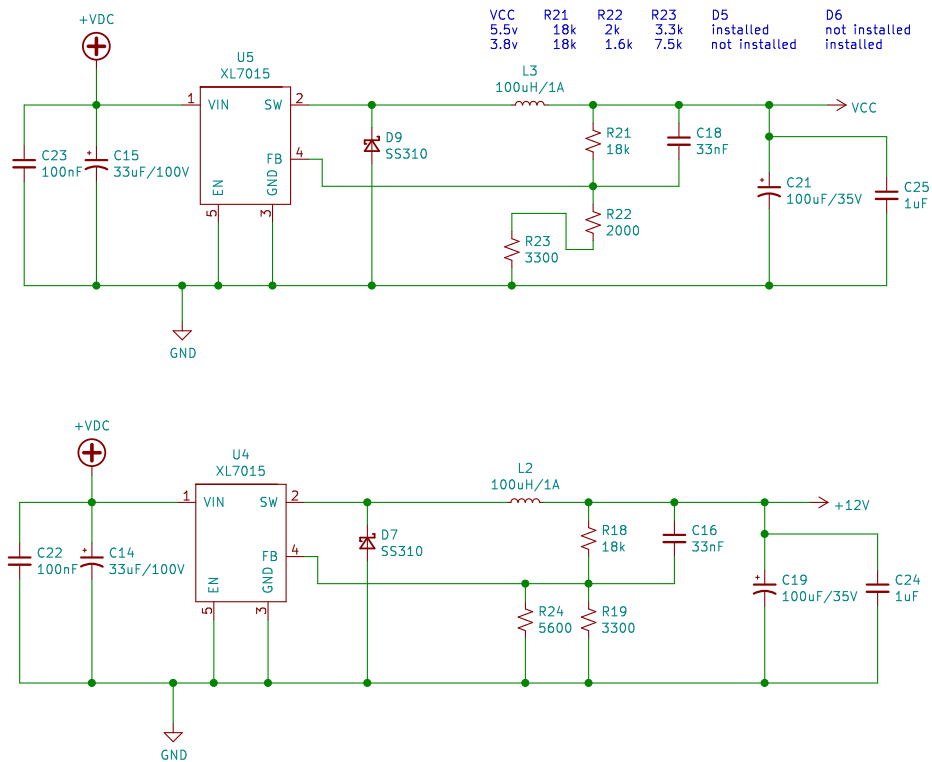 VCC R21 R22 R23 D5 D6
5.5v 18k 2k 3.3k installed not installed
3.8v 18k 1.6k 7.5k not installed installed
+VDC
U5
XL7015
L3
100uH/1A
1 VIN SW 2
VCC
C23
100nF
C15
33uF/100V
FB 4
EN
GND
5
3
D9
SS310
R21
18k
C18
33nF
C21
100uF/35V
C25
1uF
R22
2000
R23
3300
GND
+VDC
U4
XL7015
L2
100uH/1A
1 VIN SW 2
+12V
C22
100nF
C14
33uF/100V
FB 4
EN
GND
5
3
D7
SS310
R18
18k
C16
33nF
C19
100uF/35V
C24
1uF
R24
5600
R19
3300
GND